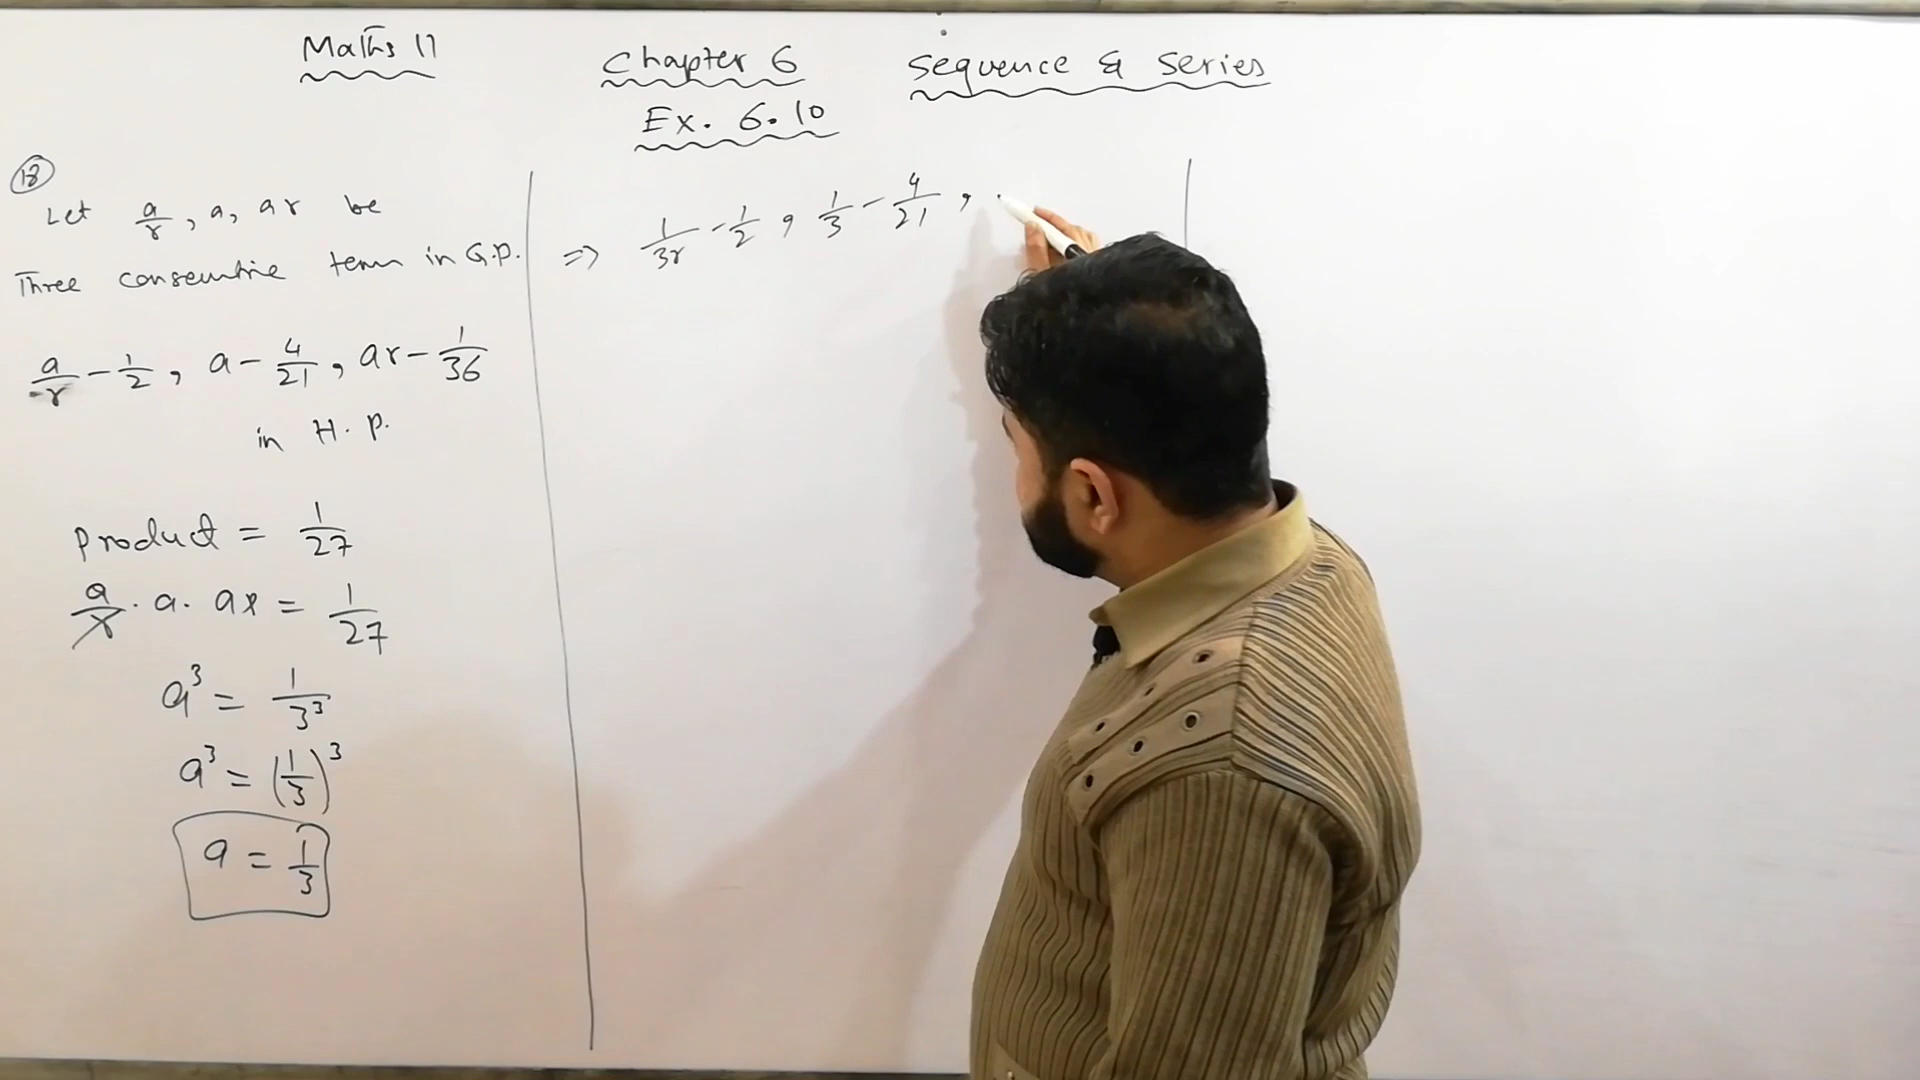 Maths 11
Chapter 6
Sequence & Series
Ex. 6.10
18
Let a/r, a, ar be
Three consecutive term in G.P.
a/r - 1/2, a - 4/21, ar - 1/36
in H.P.
product = 1/27
a/r . a . ar = 1/27
a³ = 1/3³
a³ = (1/3)³
a = 1/3
=> 1/3r - 1/2, 1/3 - 4/21,